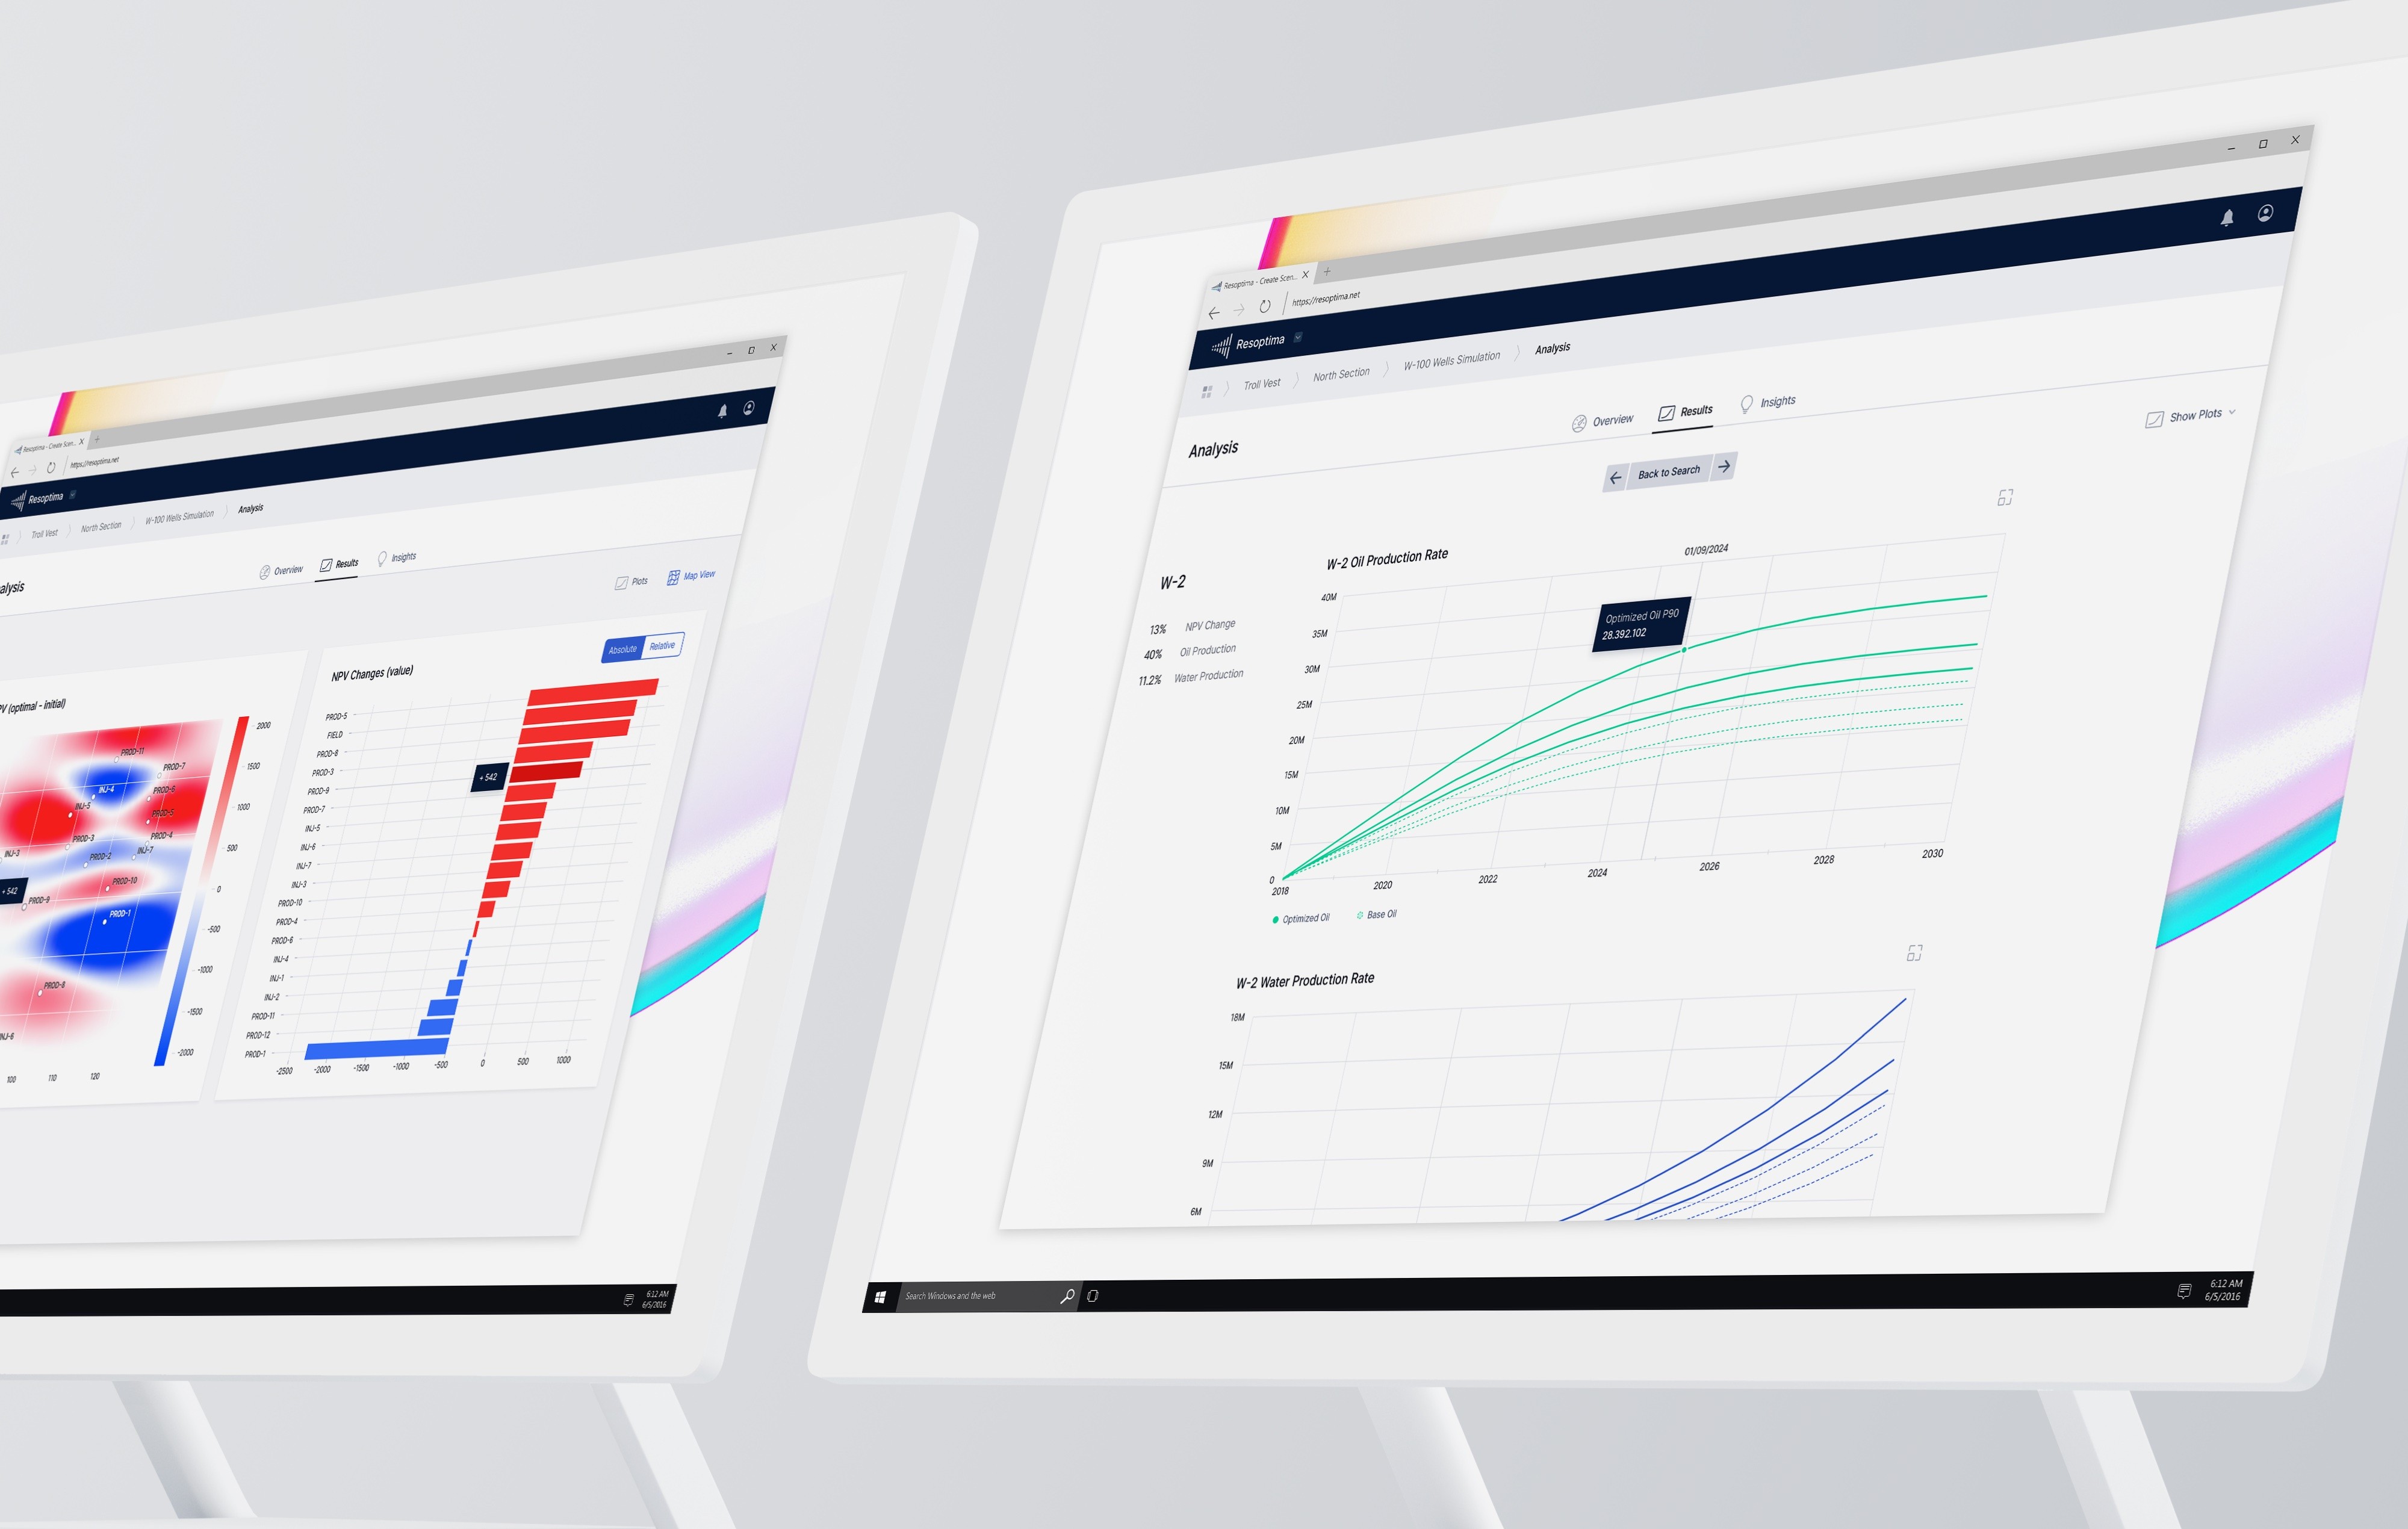 Resoptima - Create Scen...
https://resoptima.net
Resoptima
Troll Vest
North Section
W-100 Wells Simulation
Analysis
alysis
Overview
Results
Insights
Plots
Map View
PV (optimal - initial)
PROD-11
PROD-7
INJ-4
PROD-6
INJ-5
PROD-5
PROD-3
PROD-4
INJ-3
PROD-2
INJ-7
+ 542
PROD-10
PROD-9
PROD-1
PROD-8
INJ-6
100
110
120
2000
1500
1000
500
0
-500
-1000
-1500
-2000
NPV Changes (value)
Absolute
Relative
PROD-5
FIELD
PROD-8
PROD-3
PROD-9
PROD-7
INJ-5
INJ-6
INJ-7
INJ-3
PROD-10
PROD-4
PROD-6
INJ-4
INJ-1
INJ-2
PROD-11
PROD-12
PROD-1
+ 542
-2500
-2000
-1500
-1000
-500
0
500
1000
6:12 AM
6/5/2016
Resoptima - Create Scen...
https://resoptima.net
Resoptima
Troll Vest
North Section
W-100 Wells Simulation
Analysis
Analysis
Overview
Results
Insights
Show Plots
Back to Search
W-2
13% NPV Change
40% Oil Production
11.2% Water Production
W-2 Oil Production Rate
01/09/2024
Optimized Oil P90
28.392.102
40M
35M
30M
25M
20M
15M
10M
5M
0
2018
2020
2022
2024
2026
2028
2030
Optimized Oil
Base Oil
W-2 Water Production Rate
18M
15M
12M
9M
6M
Search Windows and the web
6:12 AM
6/5/2016